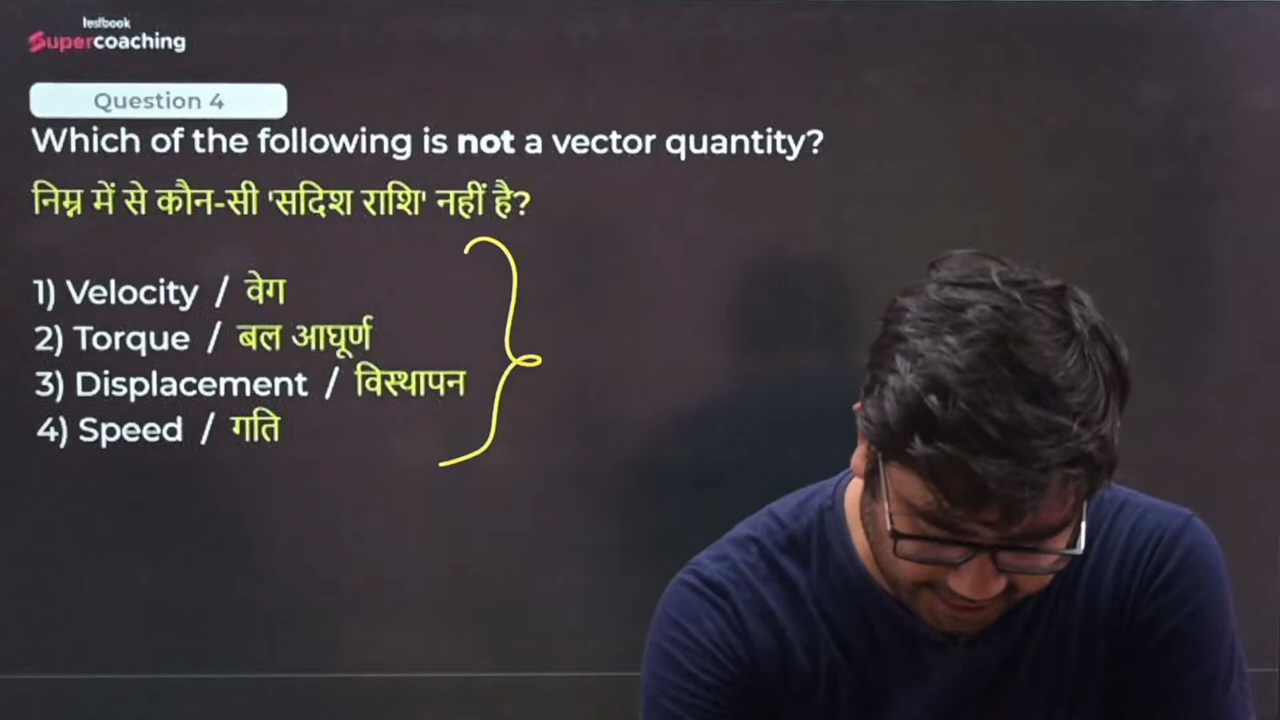 testbook
Supercoaching
Question 4
Which of the following is not a vector quantity?
निम्न में से कौन-सी 'सदिश राशि' नहीं है?
1) Velocity / वेग
2) Torque / बल आघूर्ण
3) Displacement / विस्थापन
4) Speed / गति